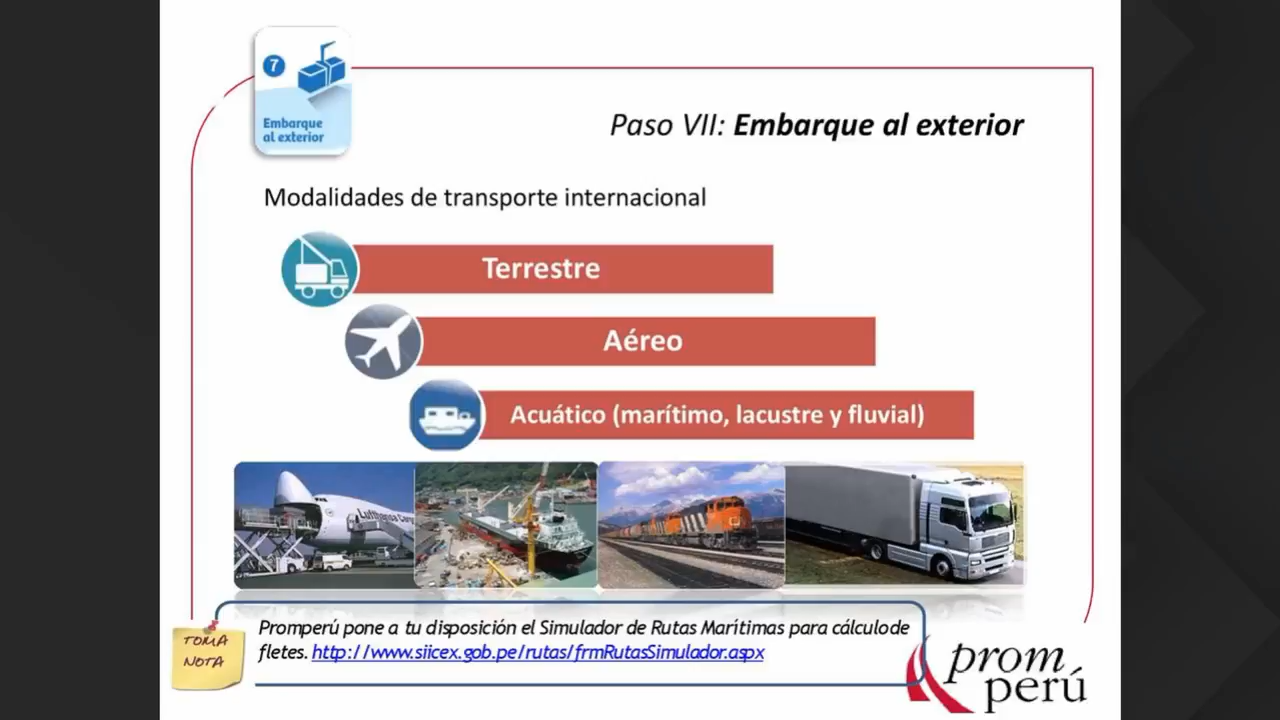 7
Embarque
al exterior
Paso VII: Embarque al exterior
Modalidades de transporte internacional
Terrestre
Aéreo
Acuático (marítimo, lacustre y fluvial)
Lufthansa Cargo
TOMA
NOTA
Promperú pone a tu disposición el Simulador de Rutas Marítimas para cálculo de
fletes. http://www.siicex.gob.pe/rutas/frmRutasSimulador.aspx
prom
perú